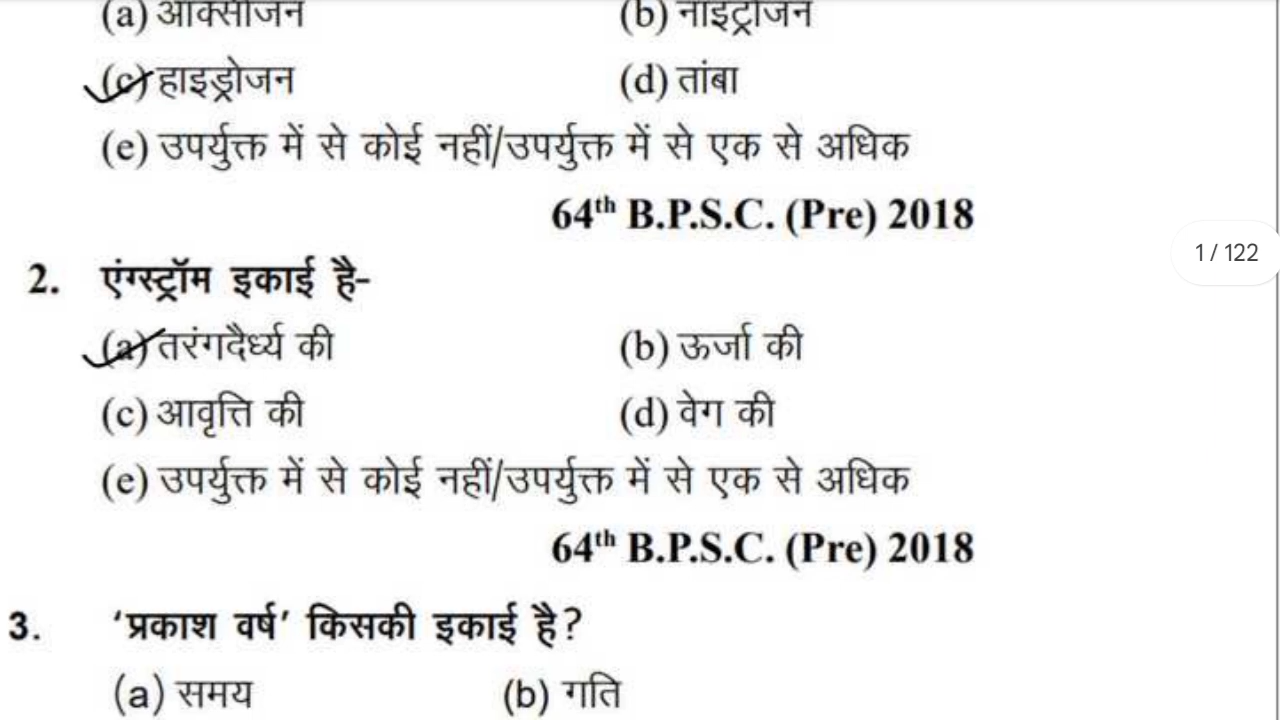 (a) ऑक्सीजन (b) नाइट्रोजन
(c) हाइड्रोजन (d) तांबा
(e) उपर्युक्त में से कोई नहीं/उपर्युक्त में से एक से अधिक
64th B.P.S.C. (Pre) 2018
1 / 122
2. एंग्स्ट्रॉम इकाई है-
(a) तरंगदैर्ध्य की (b) ऊर्जा की
(c) आवृत्ति की (d) वेग की
(e) उपर्युक्त में से कोई नहीं/उपर्युक्त में से एक से अधिक
64th B.P.S.C. (Pre) 2018
3. ‘प्रकाश वर्ष’ किसकी इकाई है?
(a) समय (b) गति